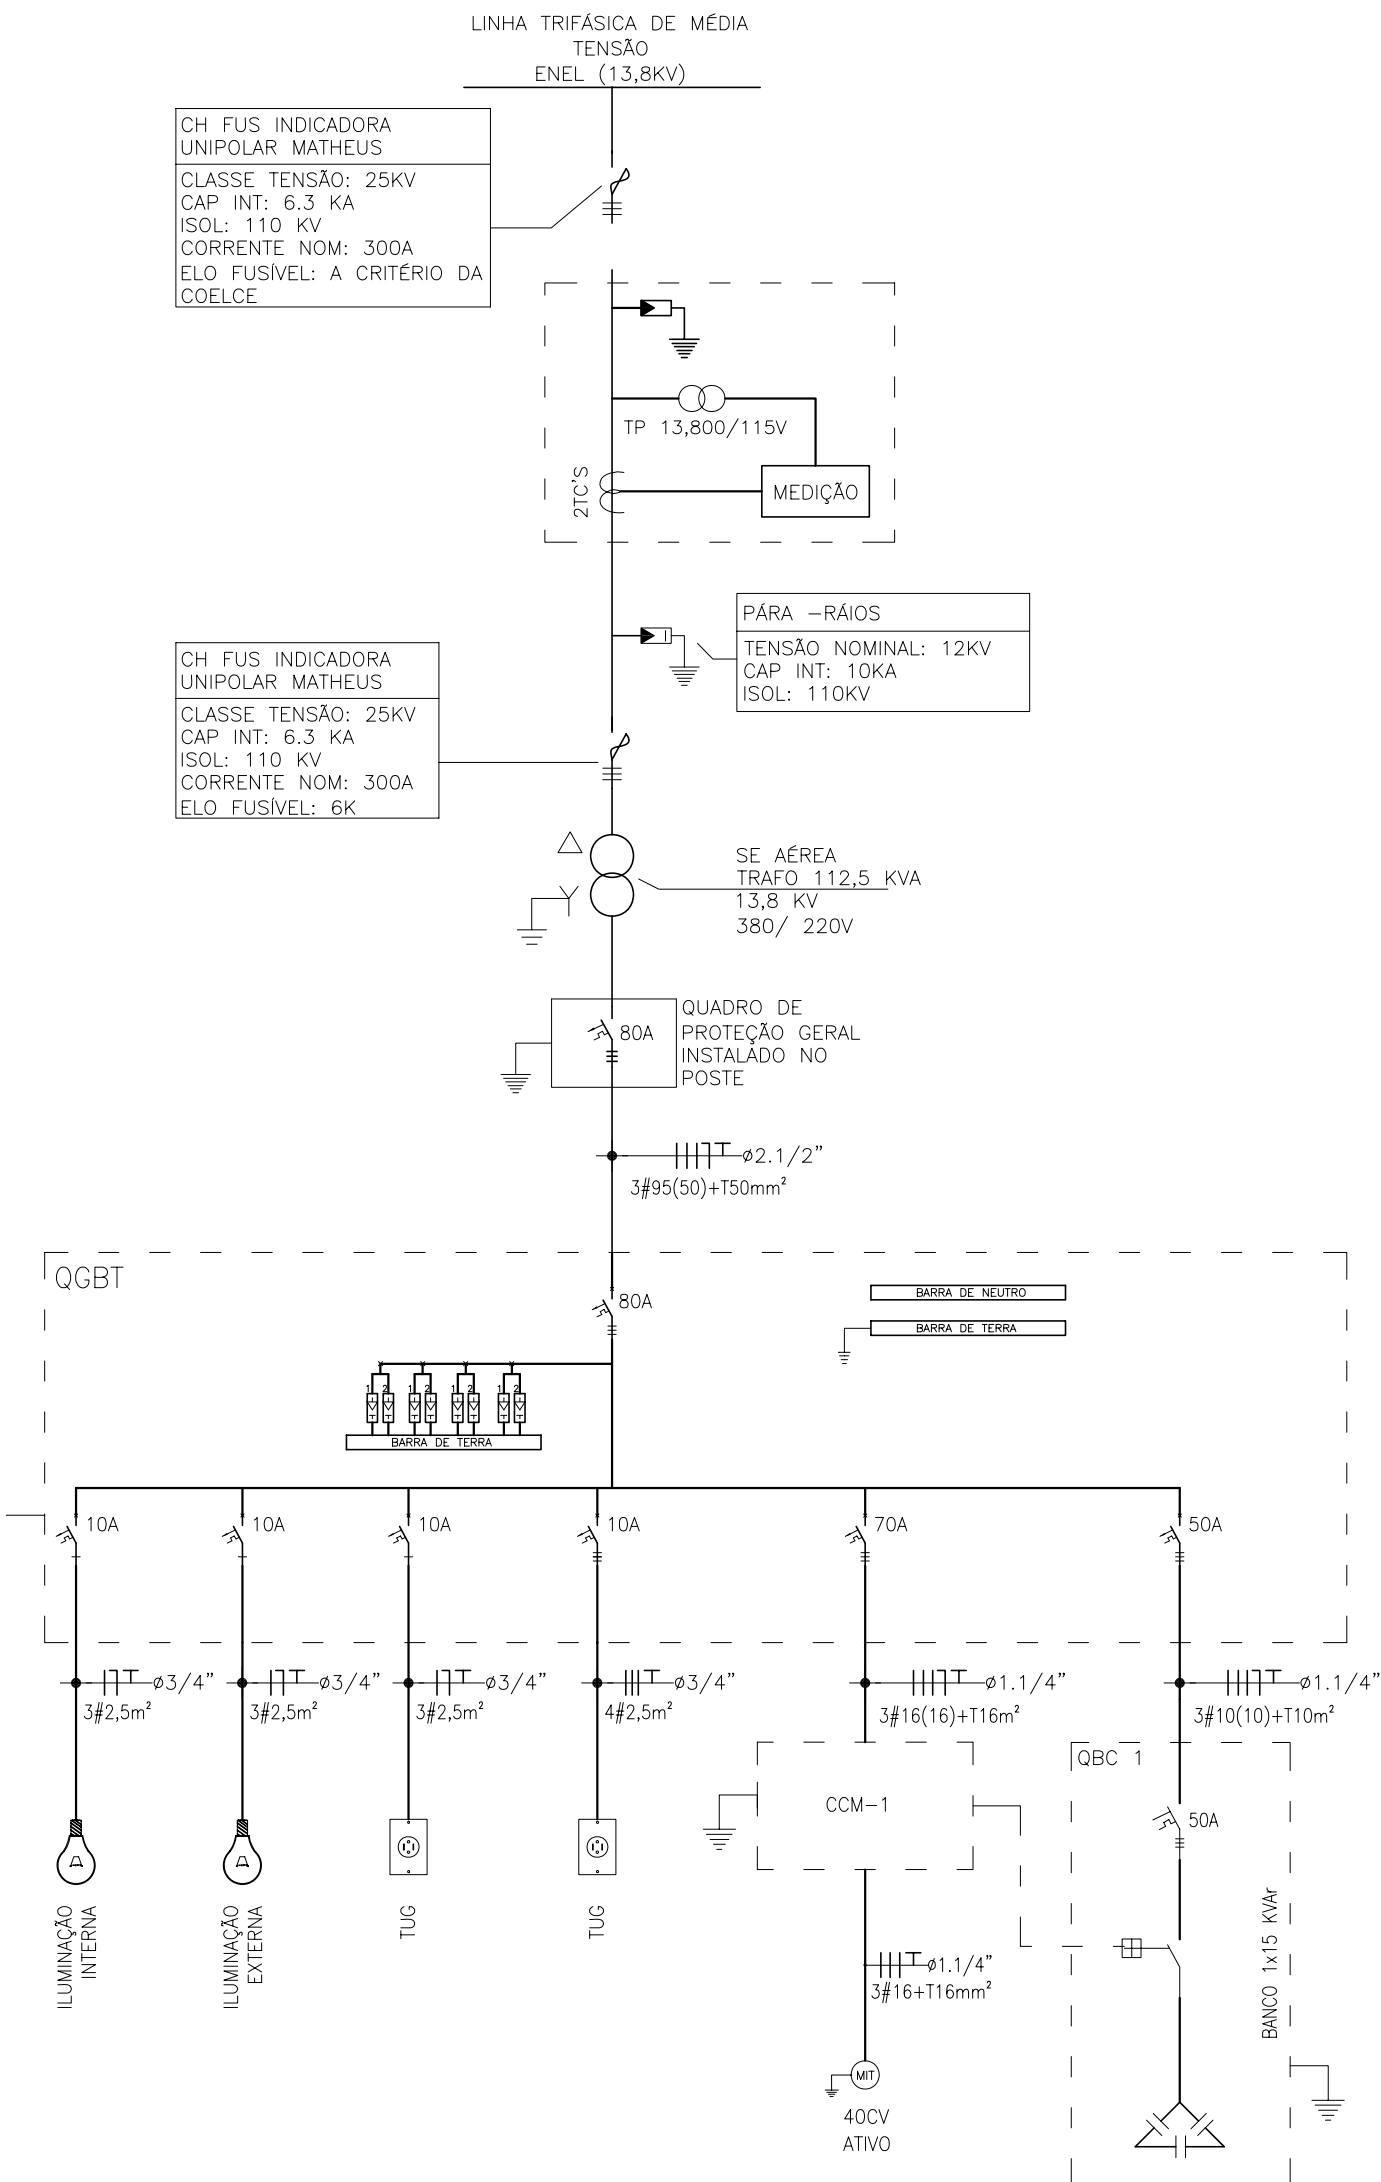 LINHA TRIFÁSICA DE MÉDIA
TENSÃO
ENEL (13,8KV)
CH FUS INDICADORA
UNIPOLAR MATHEUS
CLASSE TENSÃO: 25KV
CAP INT: 6.3 KA
ISOL: 110 KV
CORRENTE NOM: 300A
ELO FUSÍVEL: A CRITÉRIO DA
COELCE
TP 13,800/115V
2TC'S
MEDIÇÃO
PÁRA -RÁIOS
TENSÃO NOMINAL: 12KV
CAP INT: 10KA
ISOL: 110KV
CH FUS INDICADORA
UNIPOLAR MATHEUS
CLASSE TENSÃO: 25KV
CAP INT: 6.3 KA
ISOL: 110 KV
CORRENTE NOM: 300A
ELO FUSÍVEL: 6K
SE AÉREA
TRAFO 112,5 KVA
13,8 KV
380/ 220V
80A
QUADRO DE
PROTEÇÃO GERAL
INSTALADO NO
POSTE
ø2.1/2"
3#95(50)+T50mm²
QGBT
80A
BARRA DE NEUTRO
BARRA DE TERRA
1 2 1 2 1 2 1 2
BARRA DE TERRA
10A 10A 10A 10A 70A 50A
ø3/4" ø3/4" ø3/4" ø3/4" ø1.1/4" ø1.1/4"
3#2,5m² 3#2,5m² 3#2,5m² 4#2,5m² 3#16(16)+T16m² 3#10(10)+T10m²
QBC 1
CCM-1
50A
ILUMINAÇÃO
INTERNA
ILUMINAÇÃO
EXTERNA
TUG
TUG
BANCO 1x15 KVAr
ø1.1/4"
3#16+T16mm²
MIT
40CV
ATIVO